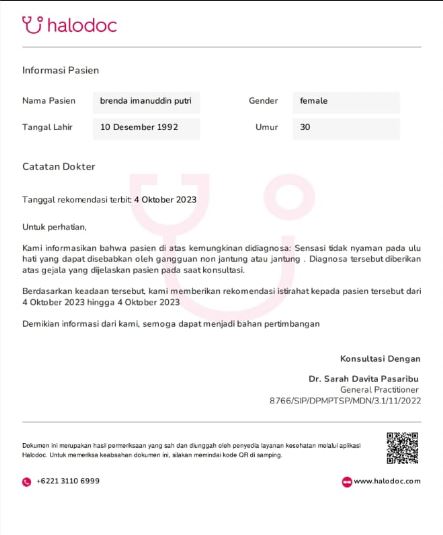 halodoc
Informasi Pasien
Nama Pasien brenda imanuddin putri Gender female
Tangal Lahir 10 Desember 1992 Umur 30
Catatan Dokter
Tanggal rekomendasi terbit: 4 Oktober 2023
Untuk perhatian,
Kami informasikan bahwa pasien di atas kemungkinan didiagnosa: Sensasi tidak nyaman pada ulu
hati yang dapat disebabkan oleh gangguan non jantung atau jantung . Diagnosa tersebut diberikan
atas gejala yang dijelaskan pasien pada saat konsultasi.
Berdasarkan keadaan tersebut, kami memberikan rekomendasi istirahat kepada pasien tersebut dari
4 Oktober 2023 hingga 4 Oktober 2023
Demikian informasi dari kami, semoga dapat menjadi bahan pertimbangan
Konsultasi Dengan
Dr. Sarah Davita Pasaribu
General Practitioner
8766/SIP/DPMPTSP/MDN/3.1/11/2022
Dokumen ini merupakan hasil permeriksaan yang sah dan diunggah oleh penyedia layanan kesehatan melalui aplikasi
Halodoc. Untuk memeriksa keabsahan dokumen ini, silakan memindai kode QR di samping.
+6221 3110 6999 www.halodoc.com